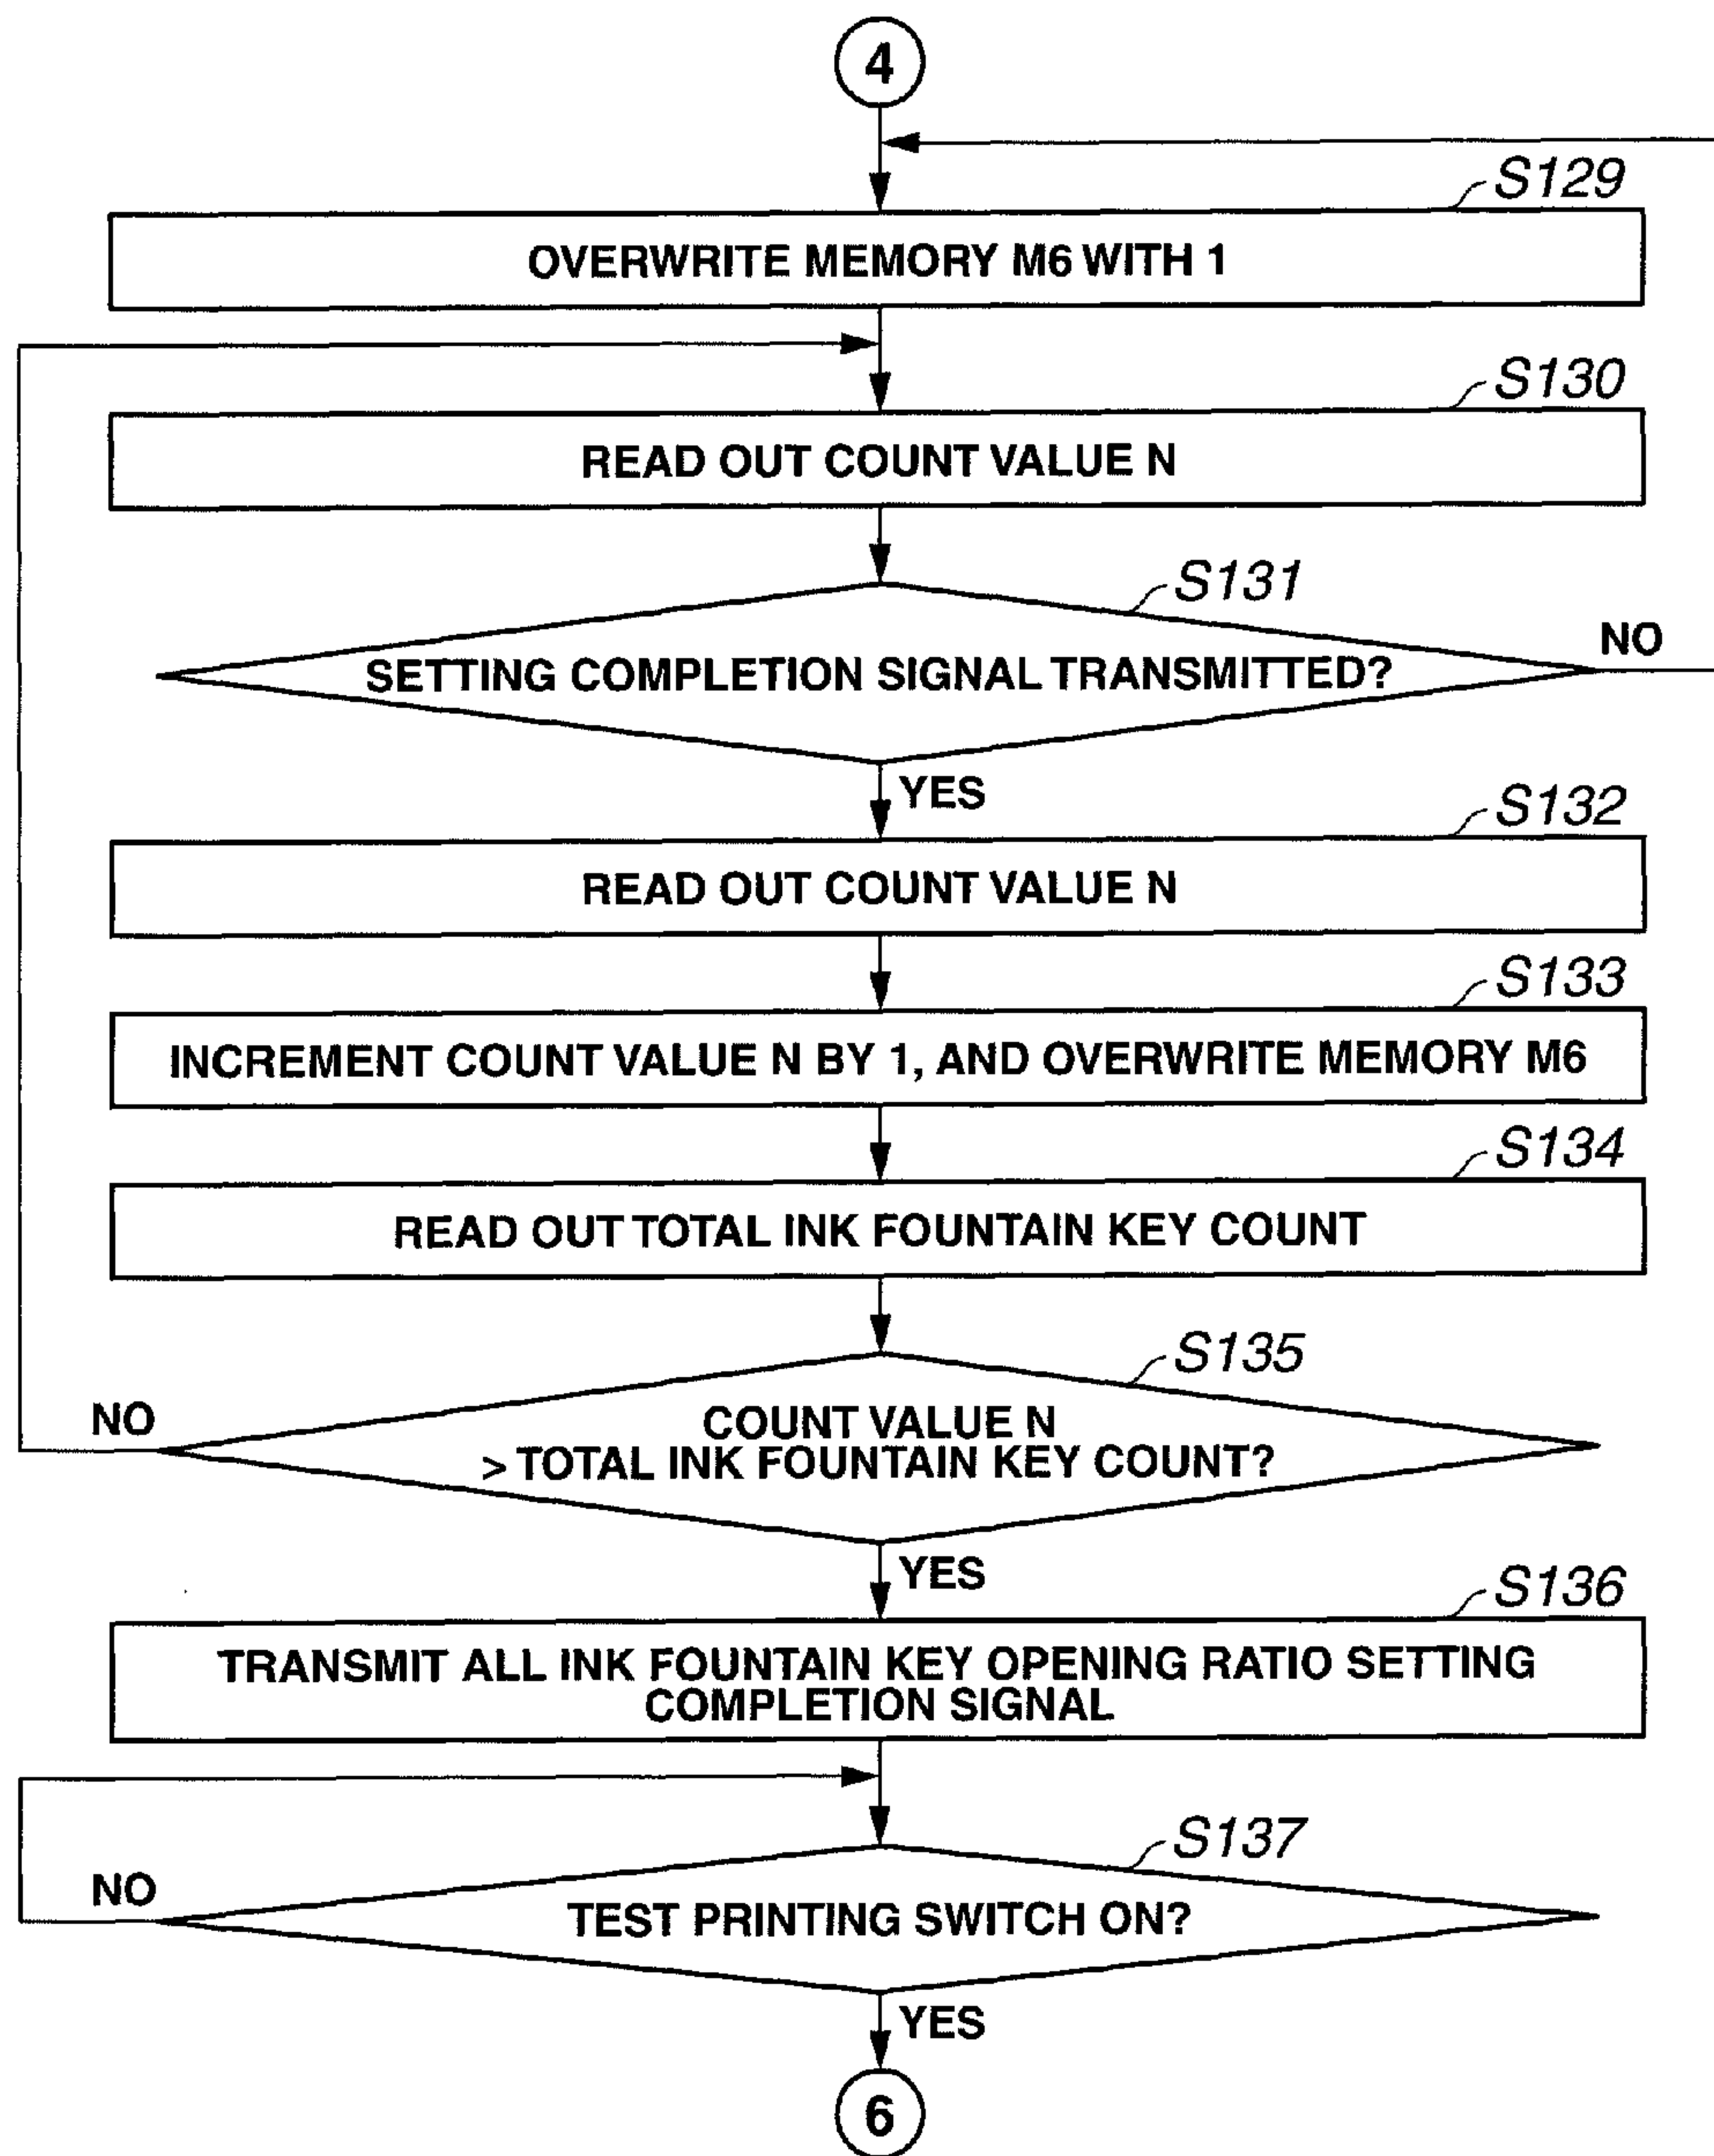 4
S129
OVERWRITE MEMORY M6 WITH 1
S130
READ OUT COUNT VALUE N
S131
SETTING COMPLETION SIGNAL TRANSMITTED?
NO
YES
S132
READ OUT COUNT VALUE N
S133
INCREMENT COUNT VALUE N BY 1, AND OVERWRITE MEMORY M6
S134
READ OUT TOTAL INK FOUNTAIN KEY COUNT
S135
NO
COUNT VALUE N
> TOTAL INK FOUNTAIN KEY COUNT?
YES
S136
TRANSMIT ALL INK FOUNTAIN KEY OPENING RATIO SETTING
COMPLETION SIGNAL
S137
NO
TEST PRINTING SWITCH ON?
YES
6